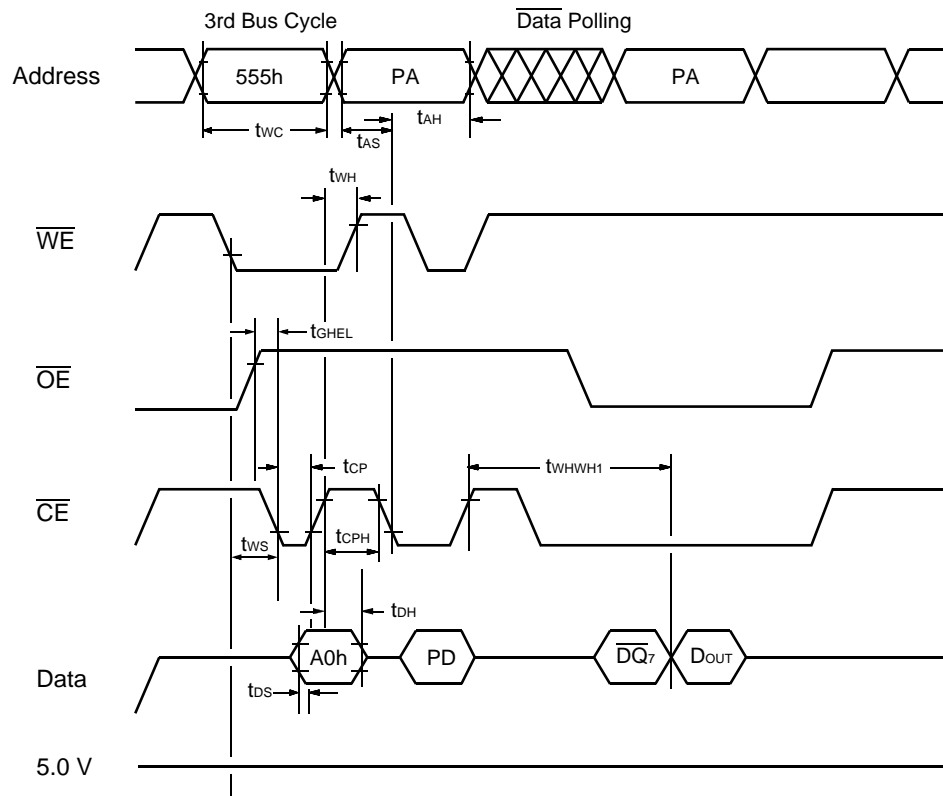 3rd Bus Cycle
Data Polling
Address
555h
PA
PA
tWC
tAS
tAH
tWH
WE
tGHEL
OE
tCP
tWHWH1
CE
tWS
tCPH
tDH
A0h
PD
DQ7
DOUT
Data
tDS
5.0 V